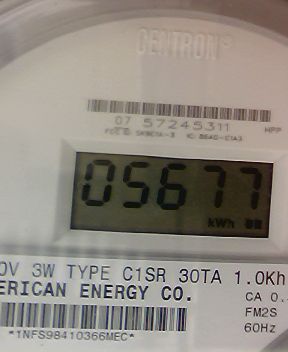 CENTRON®
07 57245311
HPP
05677
kWh
0V 3W TYPE C1SR 30TA 1.0Kh
ERICAN ENERGY CO.
CA 0.
FM2S
60Hz
*1NFS98410366MEC*